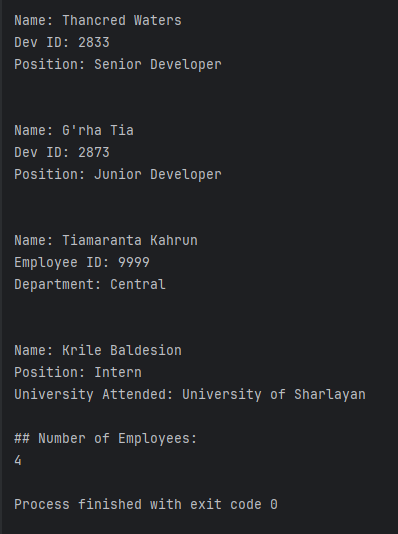 Name: Thancred Waters
Dev ID: 2833
Position: Senior Developer
Name: G'rha Tia
Dev ID: 2873
Position: Junior Developer
Name: Tiamaranta Kahrun
Employee ID: 9999
Department: Central
Name: Krile Baldesion
Position: Intern
University Attended: University of Sharlayan
## Number of Employees:
4
Process finished with exit code 0